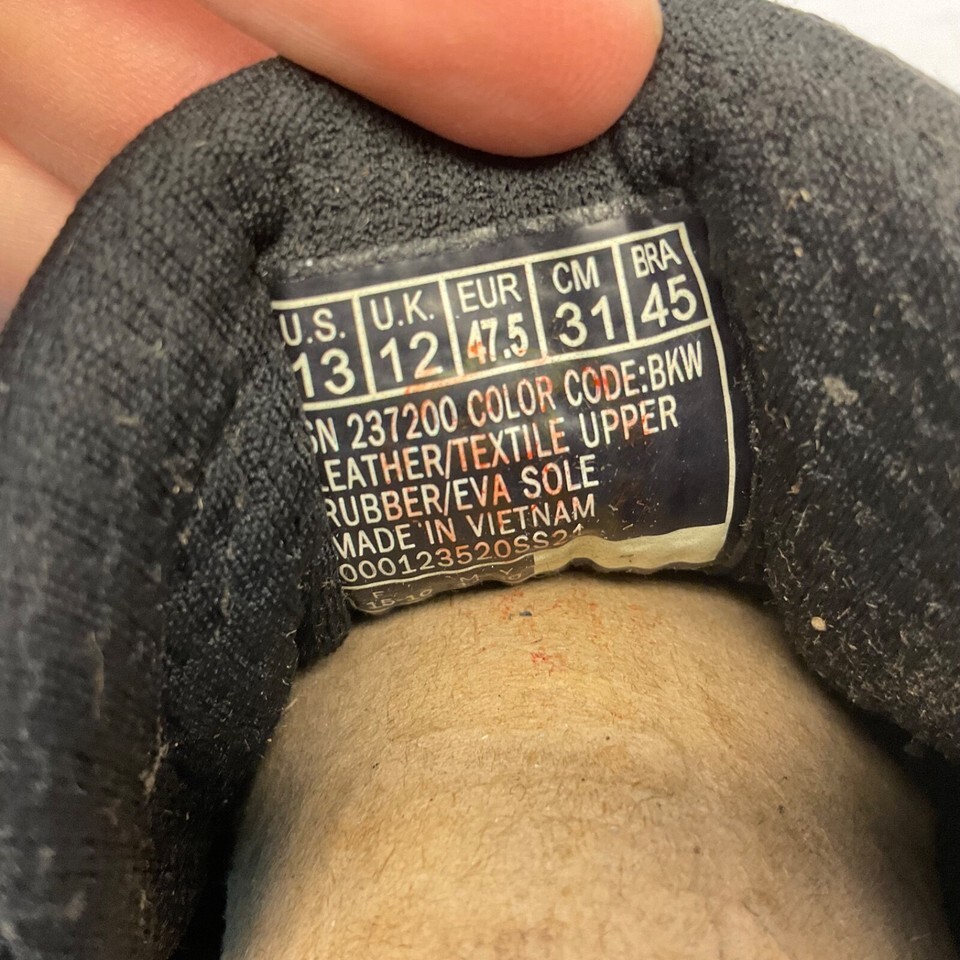 U.S. U.K. EUR CM BRA
13 12 47.5 31 45
SN 237200 COLOR CODE:BKW
LEATHER/TEXTILE UPPER
RUBBER/EVA SOLE
MADE IN VIETNAM
000123520SS21
F M Y